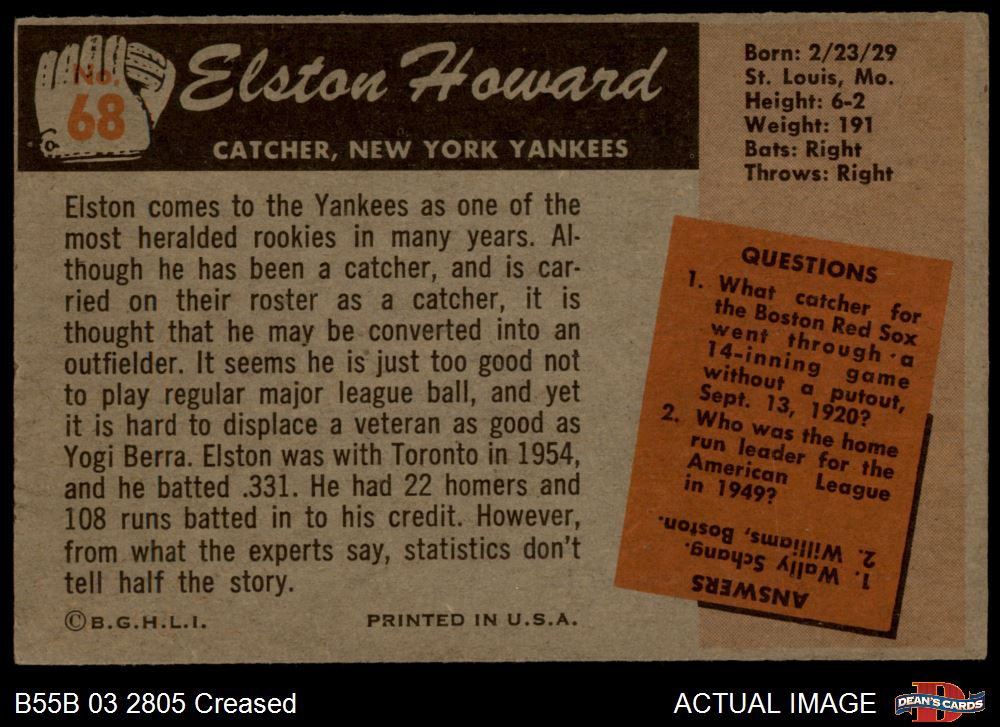 No.
68
Elston Howard
CATCHER, NEW YORK YANKEES
Born: 2/23/29
St. Louis, Mo.
Height: 6-2
Weight: 191
Bats: Right
Throws: Right
Elston comes to the Yankees as one of the
most heralded rookies in many years. Al-
though he has been a catcher, and is car-
ried on their roster as a catcher, it is
thought that he may be converted into an
outfielder. It seems he is just too good not
to play regular major league ball, and yet
it is hard to displace a veteran as good as
Yogi Berra. Elston was with Toronto in 1954,
and he batted .331. He had 22 homers and
108 runs batted in to his credit. However,
from what the experts say, statistics don't
tell half the story.
©B.G.H.L.I.
PRINTED IN U.S.A.
QUESTIONS
1. What catcher for
the Boston Red Sox
went through a
14-inning game
without a putout,
Sept. 13, 1920?
2. Who was the home
run leader for the
American League
in 1949?
ANSWERS
1. Wally Schang.
2. Williams, Boston.
B55B 03 2805 Creased
ACTUAL IMAGE
D
DEAN'S CARDS